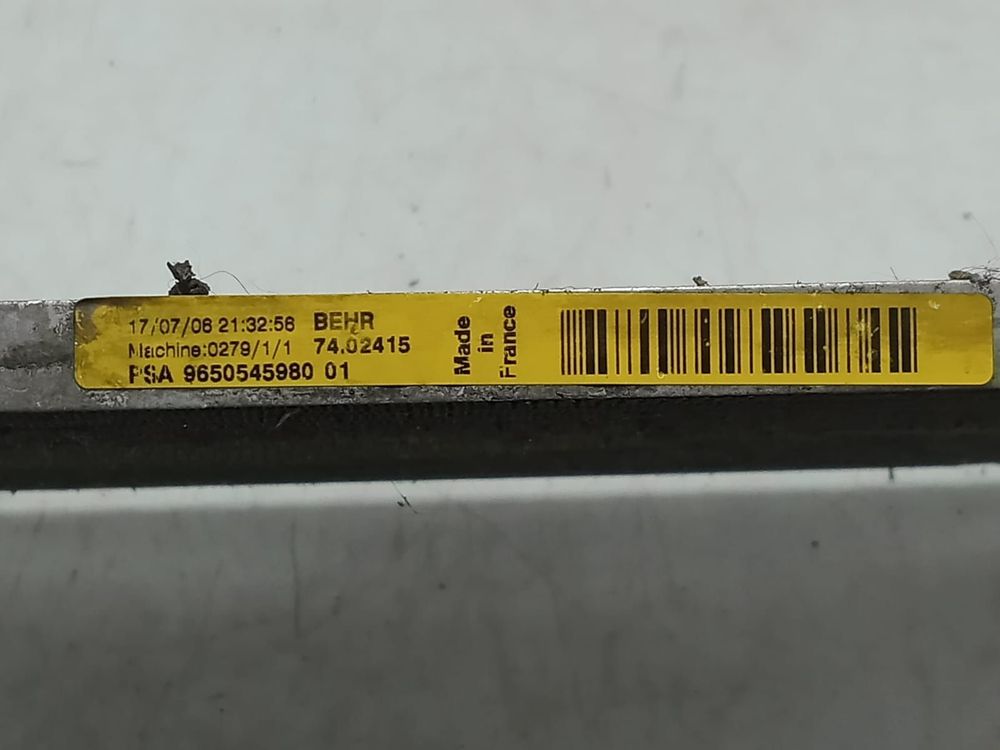 17/07/06 21:32:56 BEHR
Machine:0279/1/1 74.02415
PSA 9650545980 01
Made
in
France